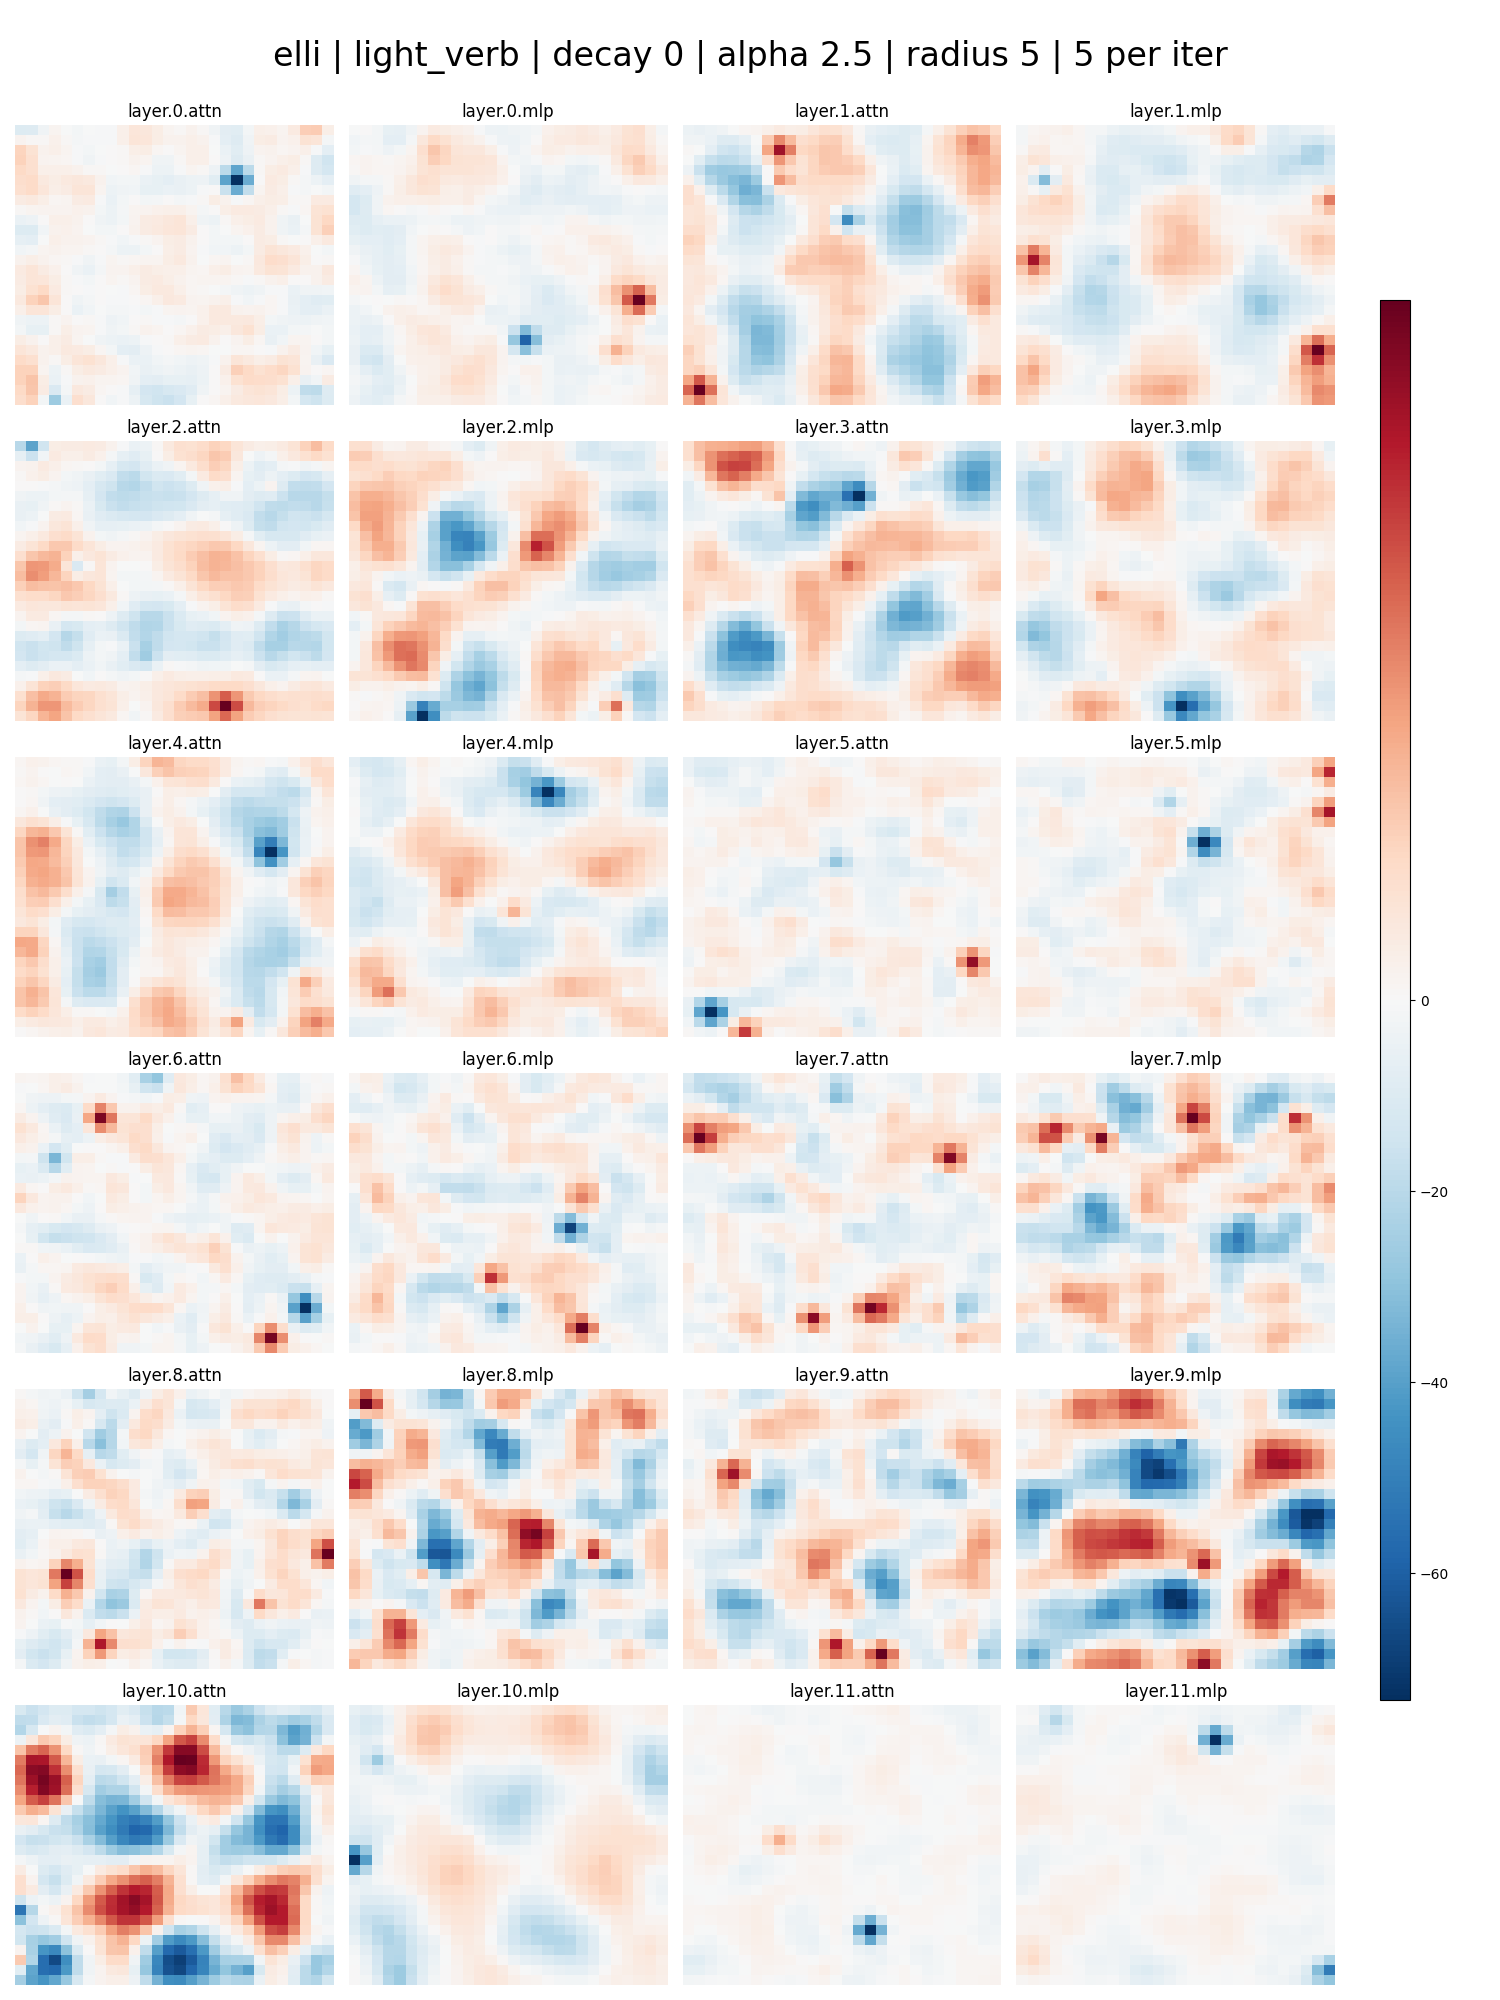 elli | light_verb | decay 0 | alpha 2.5 | radius 5 | 5 per iter
layer.0.attn
layer.0.mlp
layer.1.attn
layer.1.mlp
layer.2.attn
layer.2.mlp
layer.3.attn
layer.3.mlp
layer.4.attn
layer.4.mlp
layer.5.attn
layer.5.mlp
layer.6.attn
layer.6.mlp
layer.7.attn
layer.7.mlp
layer.8.attn
layer.8.mlp
layer.9.attn
layer.9.mlp
layer.10.attn
layer.10.mlp
layer.11.attn
layer.11.mlp
0
−20
−40
−60